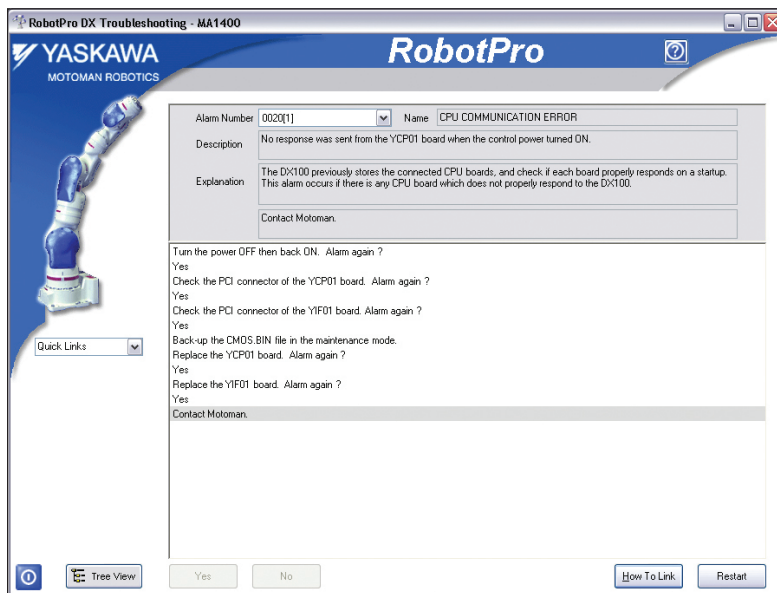 RobotPro DX Troubleshooting - MA1400
YASKAWA
MOTOMAN ROBOTICS
RobotPro
Alarm Number 0020[1] Name CPU COMMUNICATION ERROR
Description No response was sent from the YCP01 board when the control power turned ON.
Explanation The DX100 previously stores the connected CPU boards, and check if each board properly responds on a startup.
This alarm occurs if there is any CPU board which does not properly respond to the DX100.
Contact Motoman.
Turn the power OFF then back ON. Alarm again ?
Yes
Check the PCI connector of the YCP01 board. Alarm again ?
Yes
Check the PCI connector of the YIF01 board. Alarm again ?
Yes
Back-up the CMOS.BIN file in the maintenance mode.
Replace the YCP01 board. Alarm again ?
Yes
Replace the YIF01 board. Alarm again ?
Yes
Contact Motoman.
Quick Links
Tree View
Yes
No
How To Link
Restart